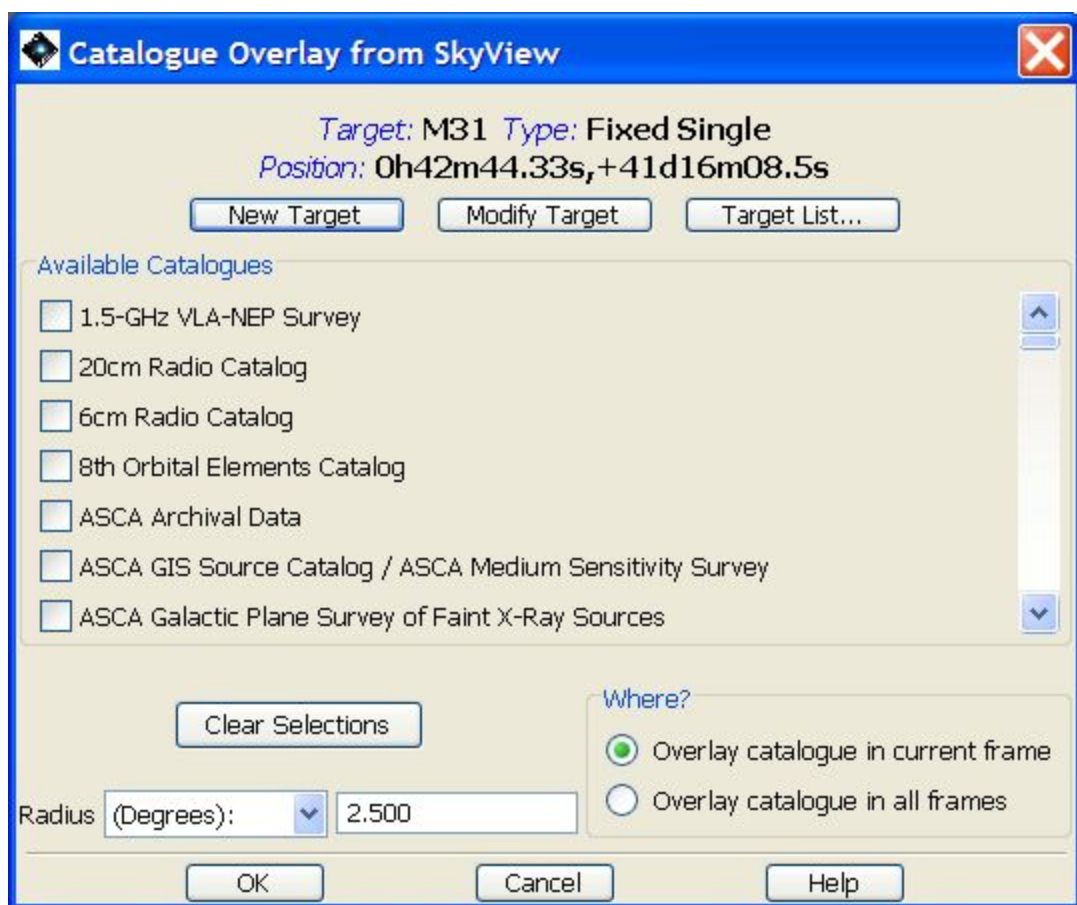 Catalogue Overlay from SkyView
Target: M31 Type: Fixed Single
Position: 0h42m44.33s,+41d16m08.5s
New Target Modify Target Target List...
Available Catalogues
1.5-GHz VLA-NEP Survey
20cm Radio Catalog
6cm Radio Catalog
8th Orbital Elements Catalog
ASCA Archival Data
ASCA GIS Source Catalog / ASCA Medium Sensitivity Survey
ASCA Galactic Plane Survey of Faint X-Ray Sources
Clear Selections
Radius (Degrees): 2.500
Where?
Overlay catalogue in current frame
Overlay catalogue in all frames
OK Cancel Help